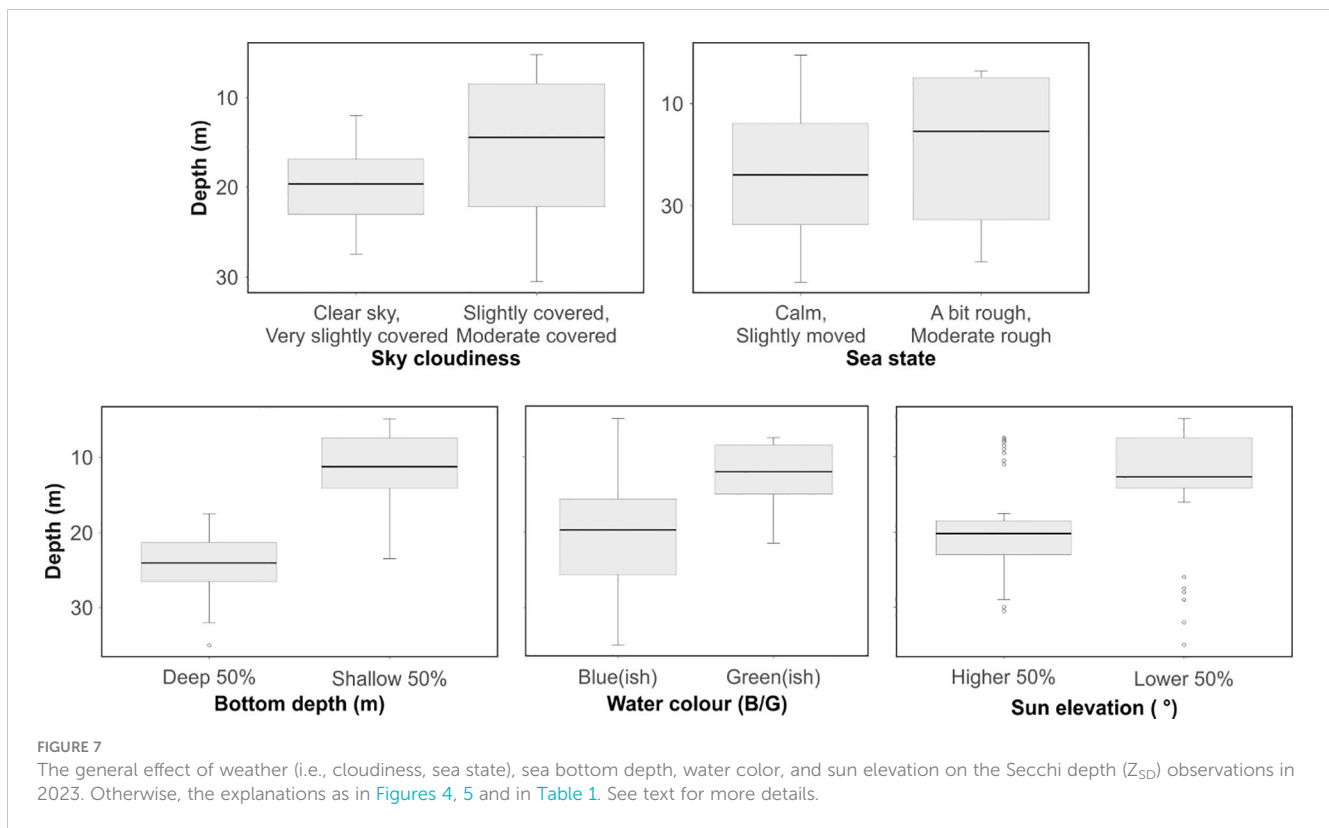 Depth (m)
10
20
30
Clear sky,
Very slightly covered
Slightly covered,
Moderate covered
Sky cloudiness
10
30
Calm,
Slightly moved
A bit rough,
Moderate rough
Sea state
Depth (m)
10
20
30
Deep 50%
Shallow 50%
Bottom depth (m)
Blue(ish)
Green(ish)
Water colour (B/G)
Higher 50%
Lower 50%
Sun elevation ( °)
FIGURE 7
The general effect of weather (i.e., cloudiness, sea state), sea bottom depth, water color, and sun elevation on the Secchi depth (ZSD) observations in
2023. Otherwise, the explanations as in Figures 4, 5 and in Table 1. See text for more details.